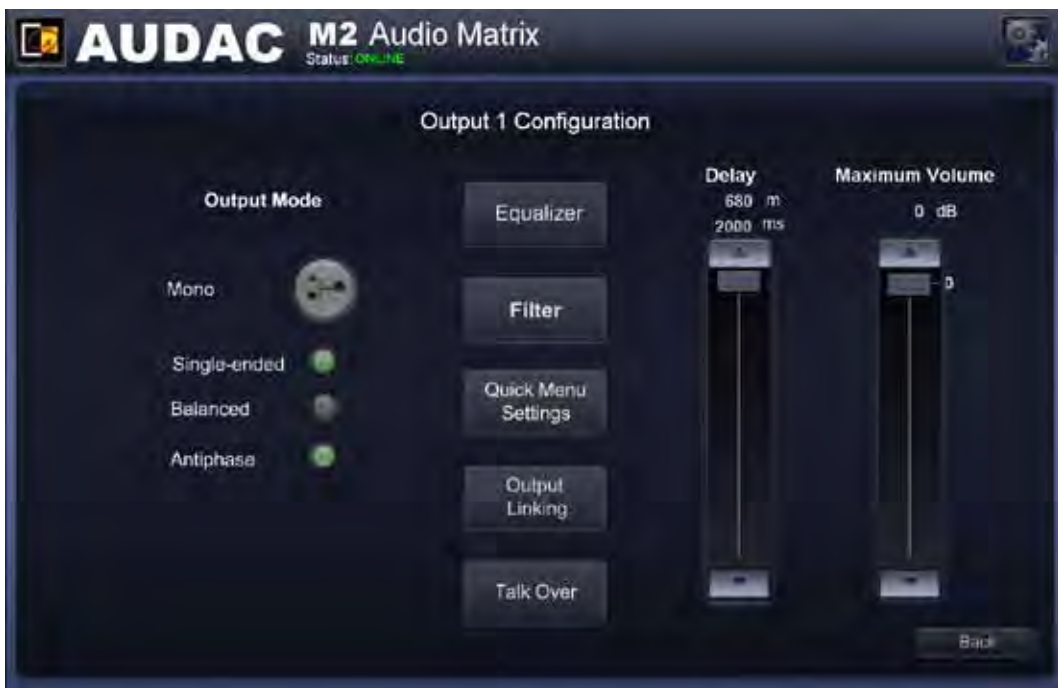 AUDAC M2 Audio Matrix
Status: ONLINE
Output 1 Configuration
Output Mode
Mono
Single-ended
Balanced
Antiphase
Equalizer
Filter
Quick Menu
Settings
Output
Linking
Talk Over
Delay
680 m
2000 ms
Maximum Volume
0 dB
0
Back